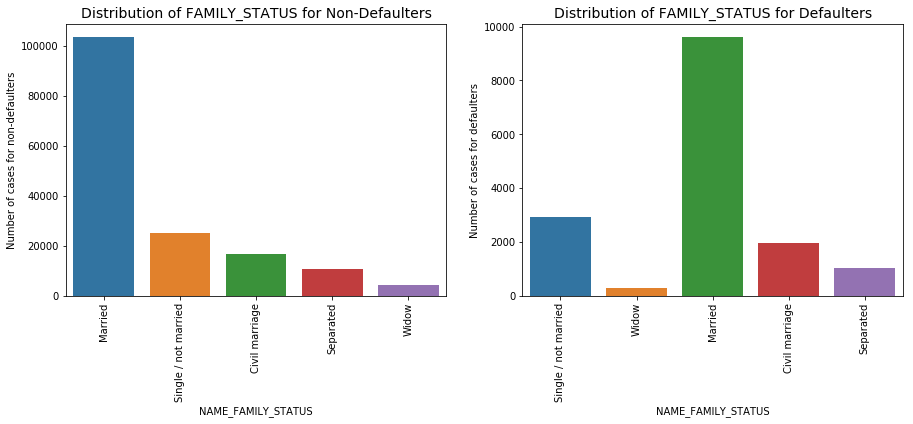 Distribution of FAMILY_STATUS for Non-Defaulters
Number of cases for non-defaulters
100000
80000
60000
40000
20000
0
Married
Single / not married
Civil marriage
Separated
Widow
NAME_FAMILY_STATUS
Distribution of FAMILY_STATUS for Defaulters
Number of cases for defaulters
10000
8000
6000
4000
2000
0
Single / not married
Widow
Married
Civil marriage
Separated
NAME_FAMILY_STATUS